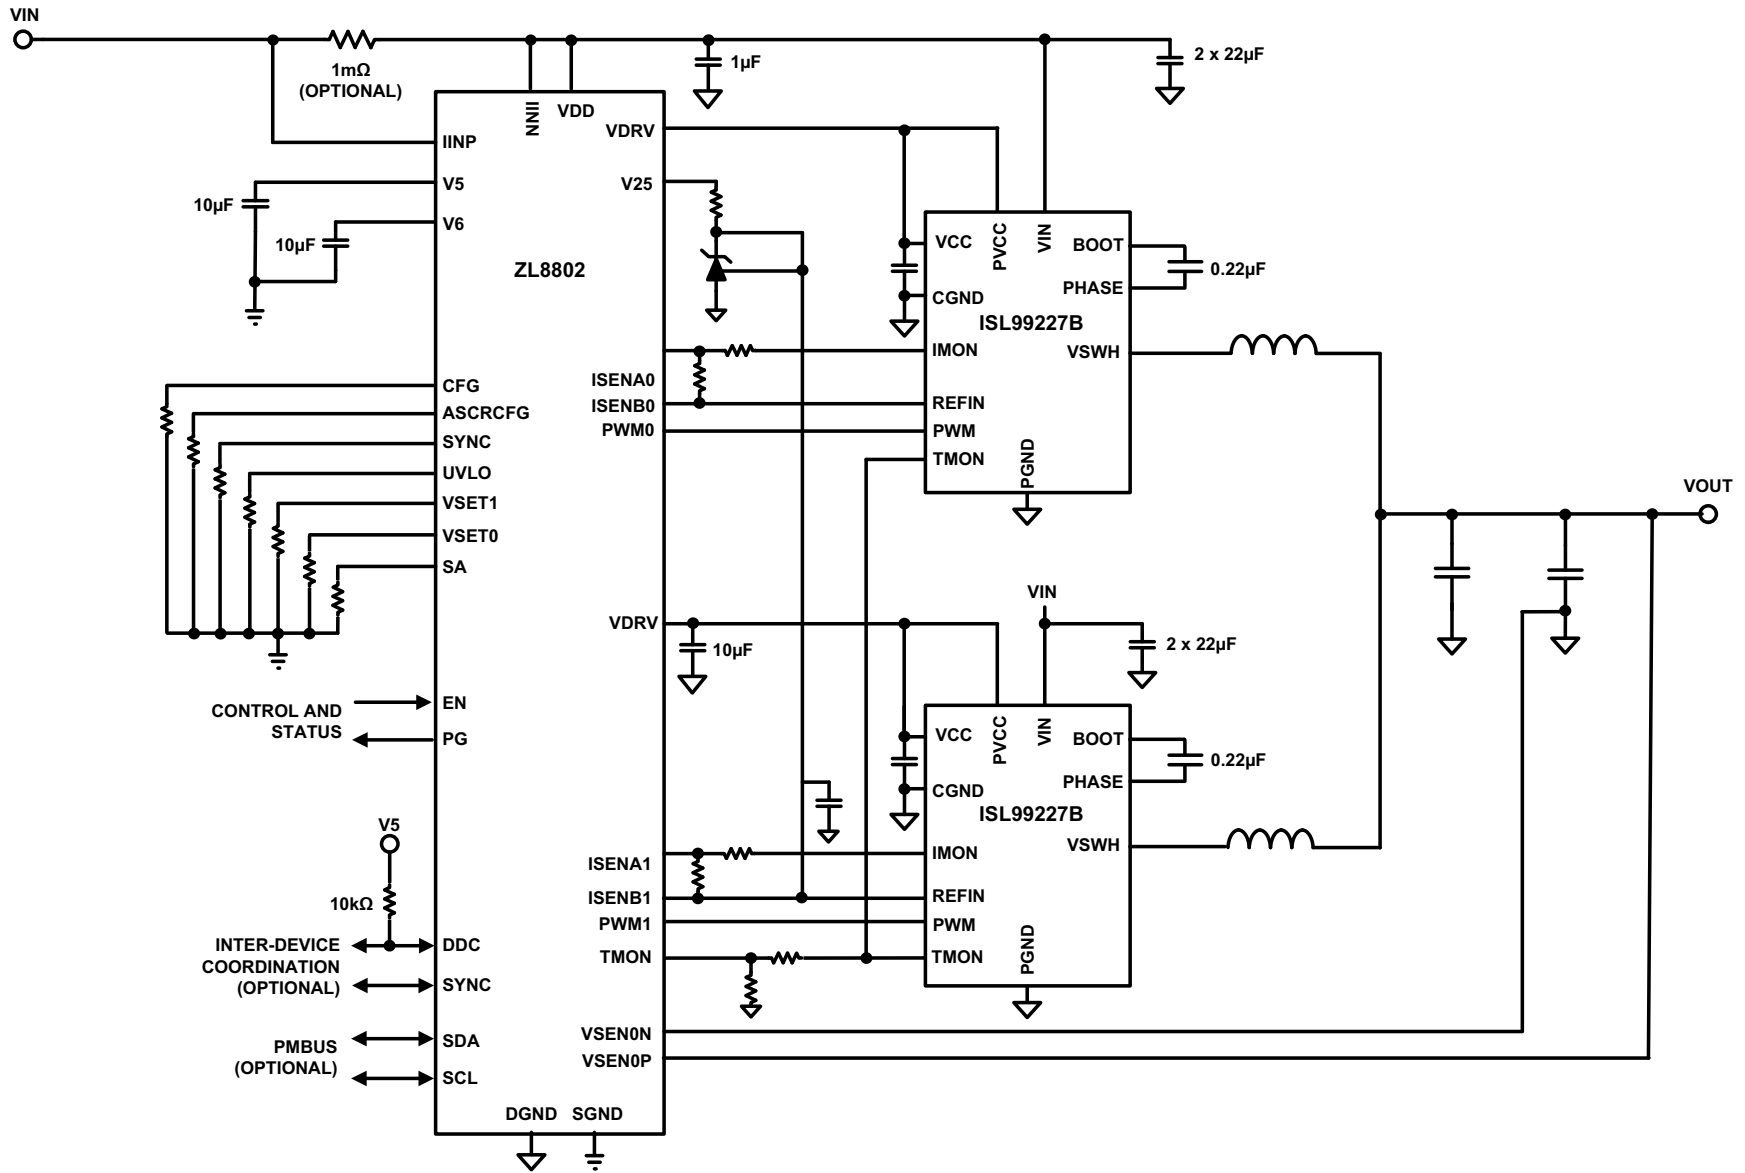 VIN
1mΩ
(OPTIONAL)
1µF
2 x 22µF
IINN
VDD
VDRV
IINP
V5
10µF
V6
10µF
V25
ZL8802
VCC
PVCC
VIN
BOOT
0.22µF
PHASE
CGND
ISL99227B
IMON
VSWH
ISENA0
ISENB0
REFIN
PWM0
PWM
TMON
PGND
CFG
ASCRCFG
SYNC
UVLO
VSET1
VSET0
SA
VOUT
VIN
VDRV
10µF
2 x 22µF
CONTROL AND
STATUS
EN
PG
VCC
PVCC
VIN
BOOT
0.22µF
PHASE
CGND
ISL99227B
V5
10kΩ
IMON
VSWH
ISENA1
ISENB1
REFIN
PWM1
PWM
TMON
TMON
PGND
INTER-DEVICE
COORDINATION
(OPTIONAL)
DDC
SYNC
PMBUS
(OPTIONAL)
SDA
SCL
VSEN0N
VSEN0P
DGND
SGND